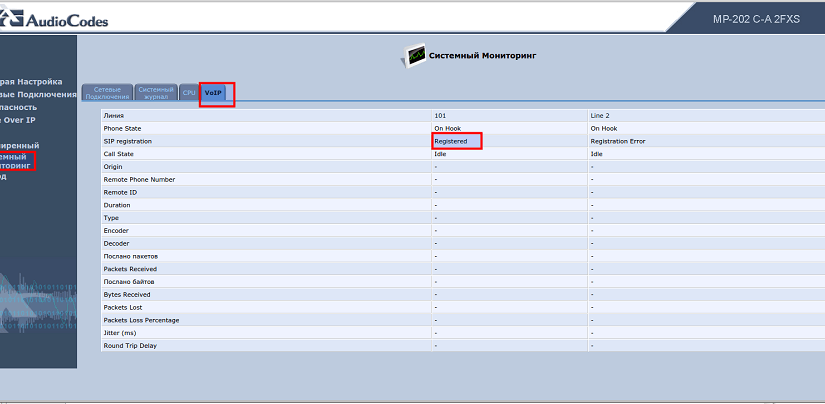 AudioCodes
MP-202 C-A 2FXS
Системный Мониторинг
рая Настройка
вые Подключения
пасность
Over IP
иренный
емный
торинг
Сетевые Подключения
Системный журнал
CPU
VoIP
Линия 101 Line 2
Phone State On Hook On Hook
SIP registration Registered Registration Error
Call State Idle Idle
Origin - -
Remote Phone Number - -
Remote ID - -
Duration - -
Type - -
Encoder - -
Decoder - -
Послано пакетов - -
Packets Received - -
Послано байтов - -
Bytes Received - -
Packets Lost - -
Packets Loss Percentage - -
Jitter (ms) - -
Round Trip Delay - -